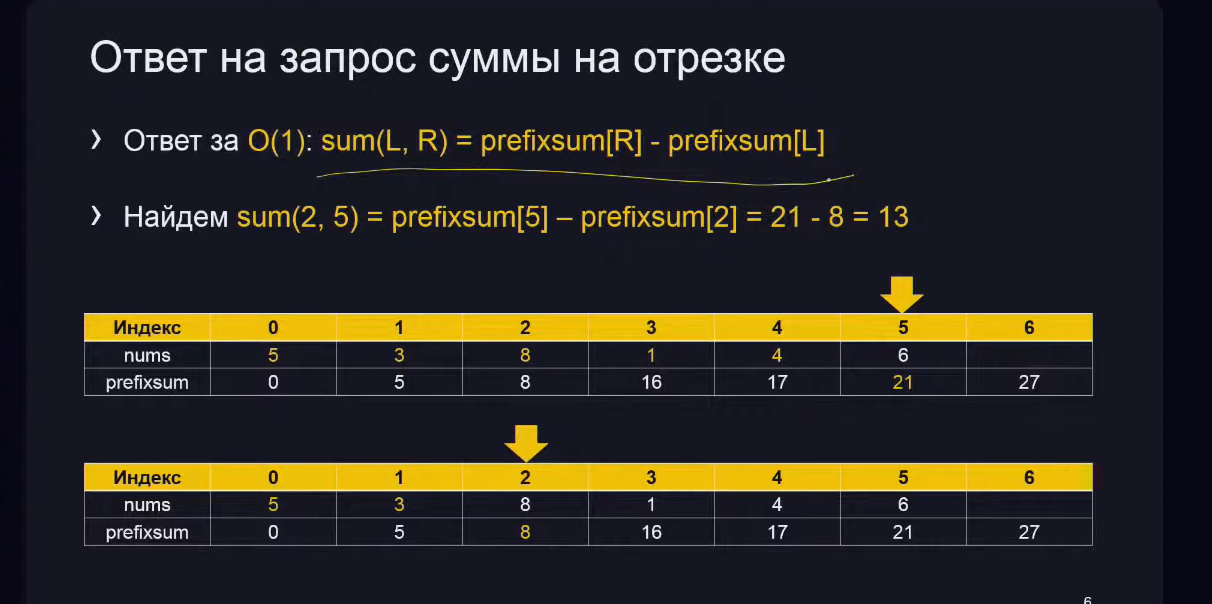 Ответ на запрос суммы на отрезке
❯ Ответ за O(1): sum(L, R) = prefixsum[R] - prefixsum[L]
❯ Найдем sum(2, 5) = prefixsum[5] – prefixsum[2] = 21 - 8 = 13
Индекс 0 1 2 3 4 5 6
nums 5 3 8 1 4 6
prefixsum 0 5 8 16 17 21 27
Индекс 0 1 2 3 4 5 6
nums 5 3 8 1 4 6
prefixsum 0 5 8 16 17 21 27
6